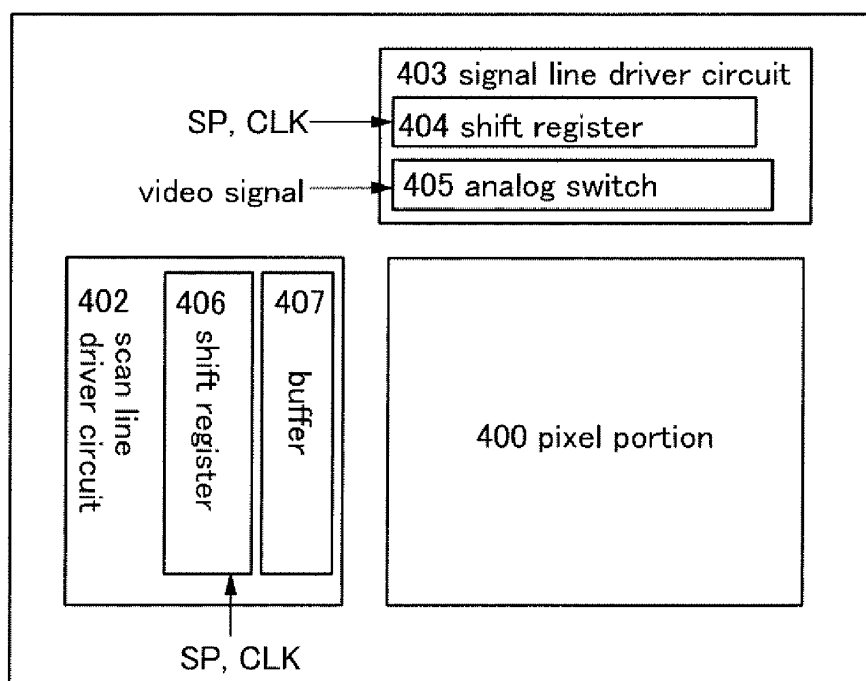 403 signal line driver circuit
SP, CLK
404 shift register
video signal
405 analog switch
402 scan line
driver circuit
406 shift register
407 buffer
400 pixel portion
SP, CLK